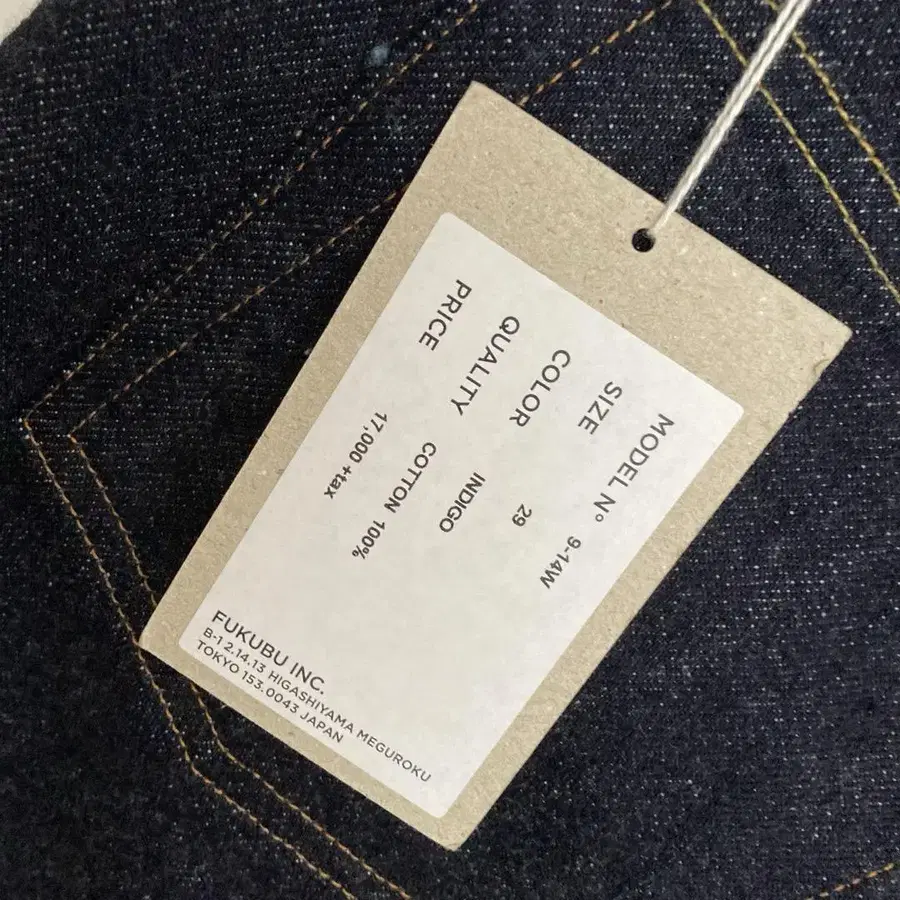 MODEL N° 9-14W
SIZE 29
COLOR INDIGO
QUALITY COTTON 100%
PRICE 17,000 +tax
FUKUBU INC.
B-1 2.14.13 HIGASHIYAMA MEGUROKU
TOKYO 153.0043 JAPAN